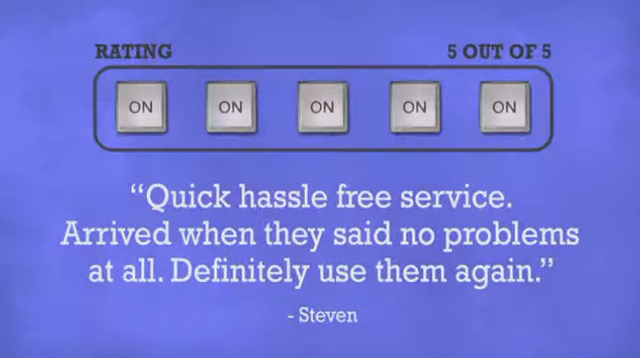 RATING 5 OUT OF 5
ON ON ON ON ON
“Quick hassle free service.
Arrived when they said no problems
at all. Definitely use them again.”
- Steven